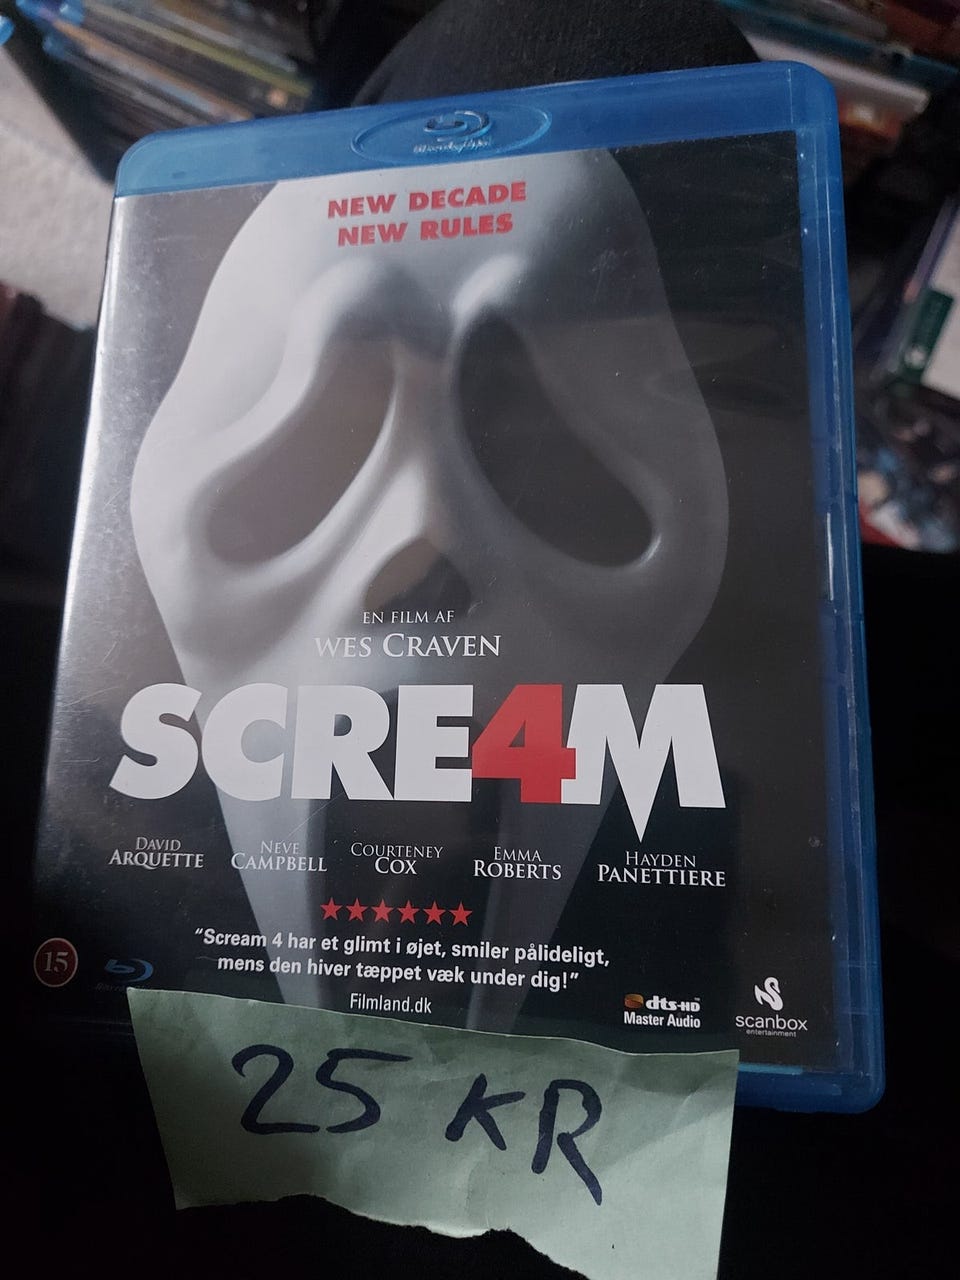 NEW DECADE
NEW RULES
EN FILM AF
WES CRAVEN
SCRE4M
DAVID ARQUETTE
NEVE CAMPBELL
COURTENEY COX
EMMA ROBERTS
HAYDEN PANETTIERE
"Scream 4 har et glimt i øjet, smiler pålideligt,
mens den hiver tæppet væk under dig!"
Filmland.dk
15
dts-HD
Master Audio
scanbox
entertainment
25 KR